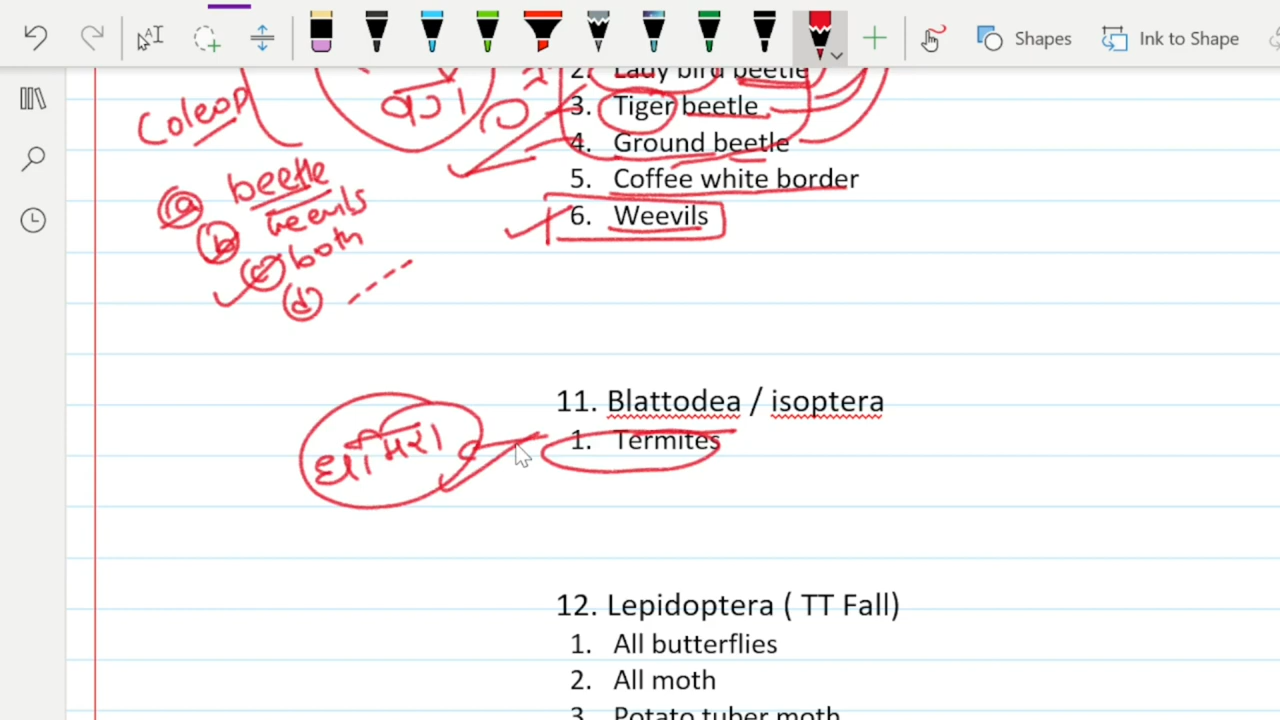 Shapes
Ink to Shape
2. Lady bird beetle
3. Tiger beetle
4. Ground beetle
5. Coffee white border
6. Weevils
Coleop
a beetle
b weevils
c both
d
11. Blattodea / isoptera
1. Termites
12. Lepidoptera ( TT Fall)
1. All butterflies
2. All moth
3. Potato tuber moth